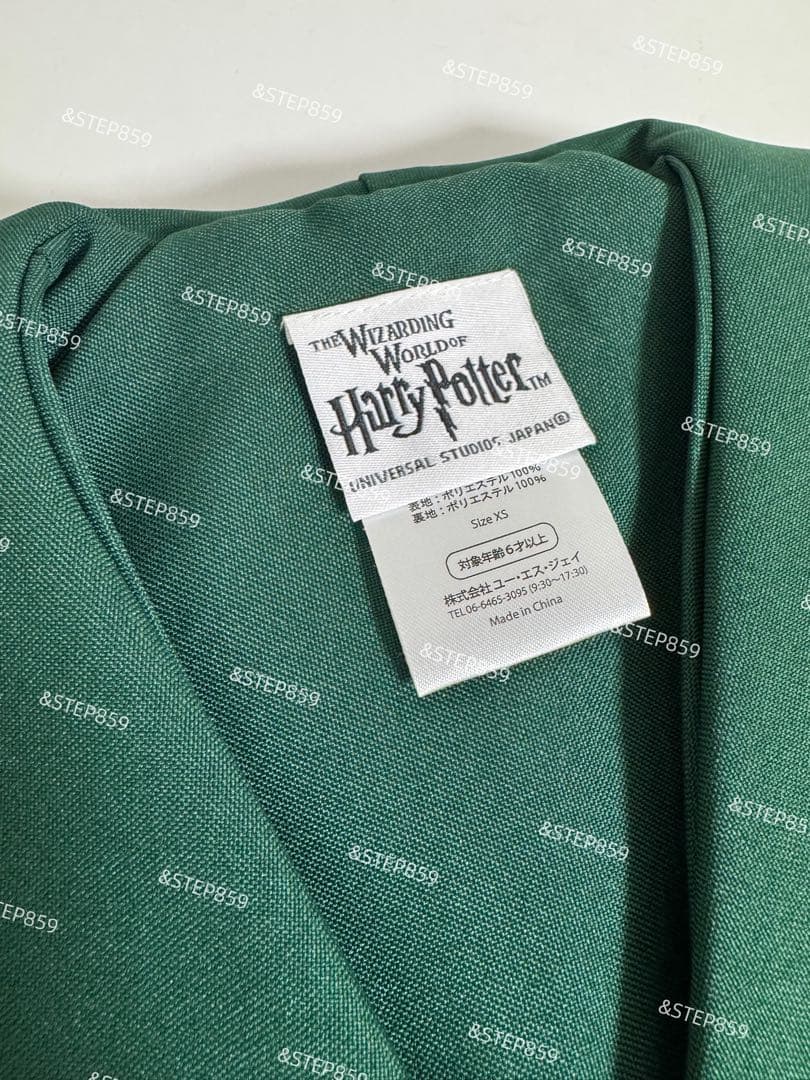 THE WIZARDING
WORLD OF
Harry Potter TM
UNIVERSAL STUDIOS JAPAN®
表地：ポリエステル 100%
裏地：ポリエステル 100%
Size XS
対象年齢6才以上
株式会社 ユー・エス・ジェイ
TEL06-6465-3095 (9:30～17:30)
Made in China
&STEP859